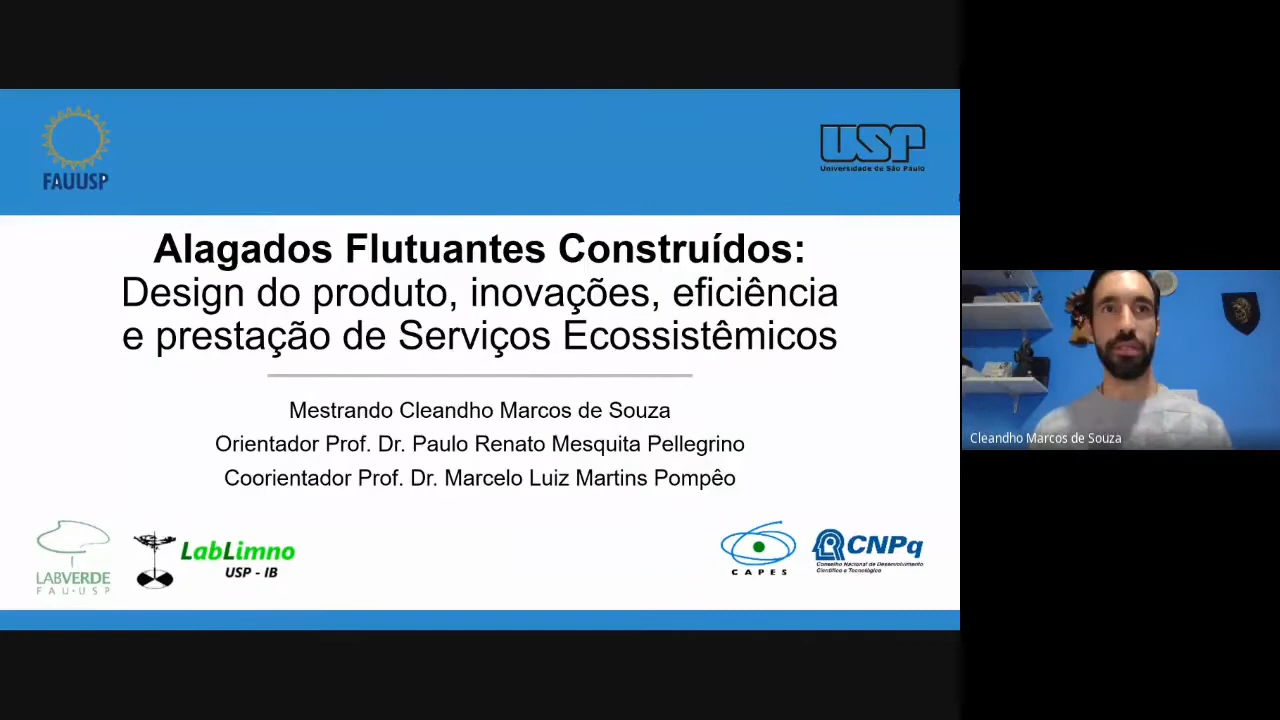 FAUUSP
USP
Universidade de São Paulo
Alagados Flutuantes Construídos:
Design do produto, inovações, eficiência
e prestação de Serviços Ecossistêmicos
Mestrando Cleandho Marcos de Souza
Orientador Prof. Dr. Paulo Renato Mesquita Pellegrino
Coorientador Prof. Dr. Marcelo Luiz Martins Pompêo
Cleandho Marcos de Souza
LABVERDE
FAU·USP
LabLimno
USP - IB
CAPES
CNPq
Conselho Nacional de Desenvolvimento
Científico e Tecnológico